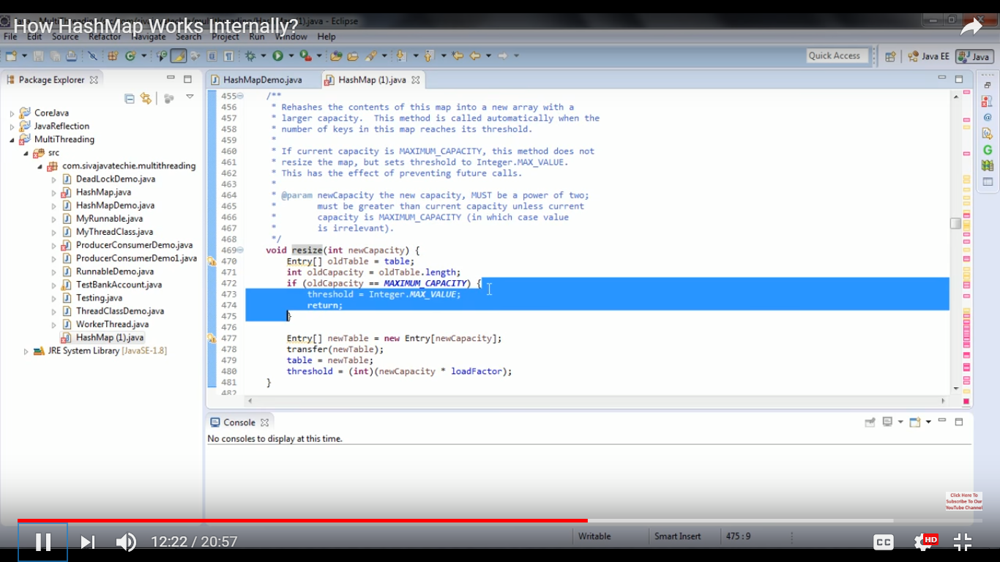 How HashMap Works Internally?
.java - Eclipse
File Edit Source Refactor Navigate Search Project Run Window Help
Quick Access
Java EE
Java
Package Explorer
HashMapDemo.java
HashMap (1).java
CoreJava
JavaReflection
MultiThreading
src
com.sivajavatechie.multithreading
DeadLockDemo.java
HashMap.java
HashMapDemo.java
MyRunnable.java
MyThreadClass.java
ProducerConsumerDemo.java
ProducerConsumerDemo1.java
RunnableDemo.java
TestBankAccount.java
Testing.java
ThreadClassDemo.java
WorkerThread.java
HashMap (1).java
JRE System Library [JavaSE-1.8]
455 /**
456 * Rehashes the contents of this map into a new array with a
457 * larger capacity. This method is called automatically when the
458 * number of keys in this map reaches its threshold.
459 *
460 * If current capacity is MAXIMUM_CAPACITY, this method does not
461 * resize the map, but sets threshold to Integer.MAX_VALUE.
462 * This has the effect of preventing future calls.
463 *
464 * @param newCapacity the new capacity, MUST be a power of two;
465 * must be greater than current capacity unless current
466 * capacity is MAXIMUM_CAPACITY (in which case value
467 * is irrelevant).
468 */
469 void resize(int newCapacity) {
470 Entry[] oldTable = table;
471 int oldCapacity = oldTable.length;
472 if (oldCapacity == MAXIMUM_CAPACITY) {
473 threshold = Integer.MAX_VALUE;
474 return;
475 }
476
477 Entry[] newTable = new Entry[newCapacity];
478 transfer(newTable);
479 table = newTable;
480 threshold = (int)(newCapacity * loadFactor);
481 }
482
Console
No consoles to display at this time.
Click Here To
Subscribe To Our
YouTube Channel
12:22 / 20:57
Writable
Smart Insert
475 : 9
CC
HD